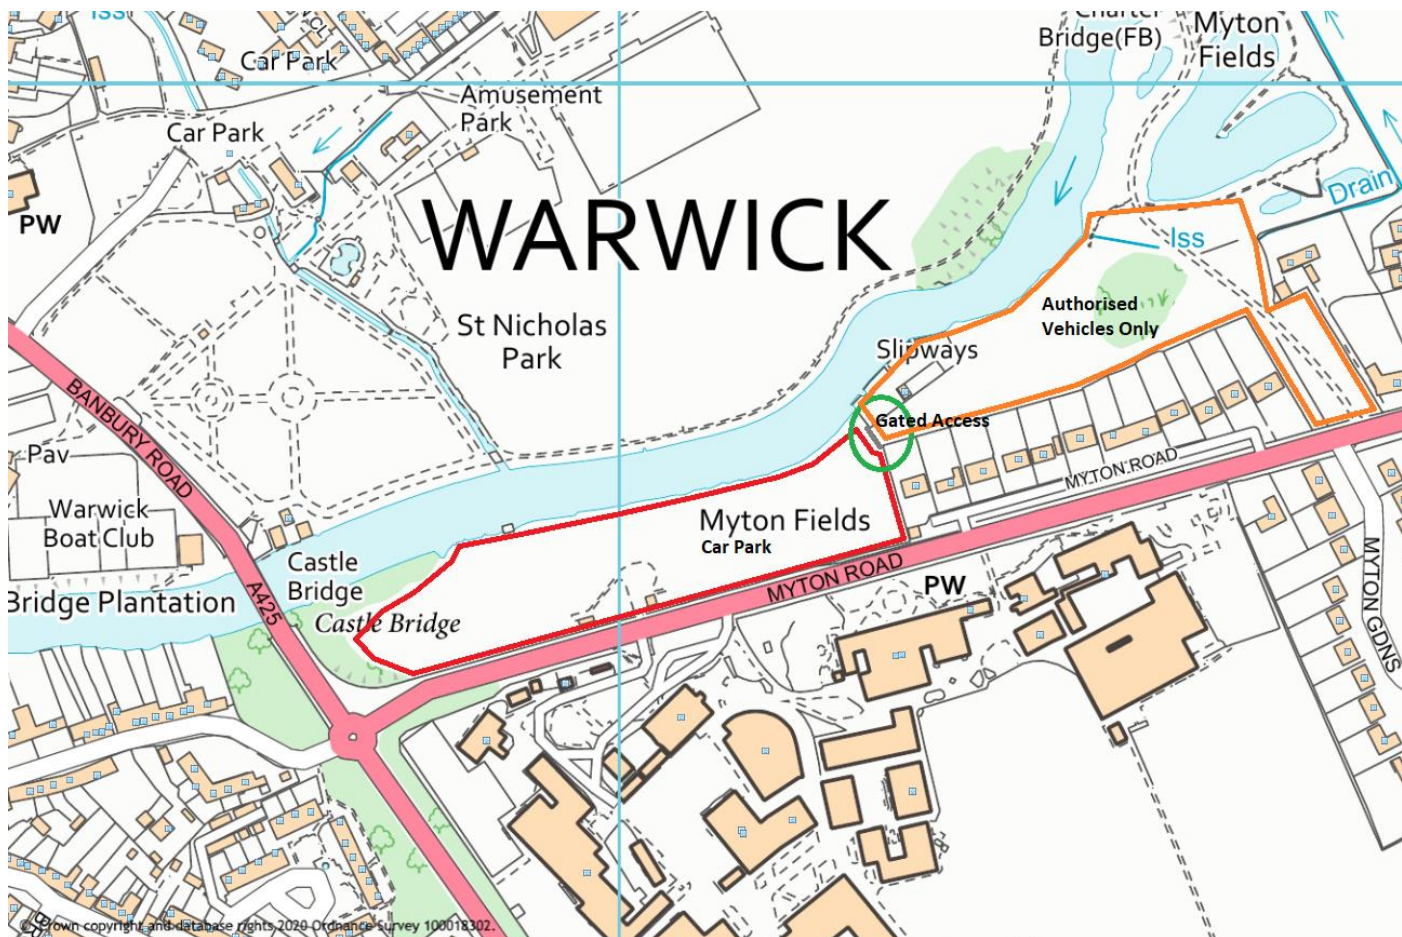 Iss
Car Park
Charter
Bridge(FB)
Myton
Fields
Amusement
Park
Car Park
PW
Drain
WARWICK
Iss
Authorised
Vehicles Only
St Nicholas
Park
Slipways
BANBURY ROAD
Gated Access
Pav
MYTON ROAD
Warwick
Boat Club
Myton Fields
Car Park
Castle
Bridge
MYTON ROAD
PW
MYTON GDNS
Bridge Plantation
A425
Castle Bridge
© Crown copyright and database rights 2020 Ordnance Survey 100018302.